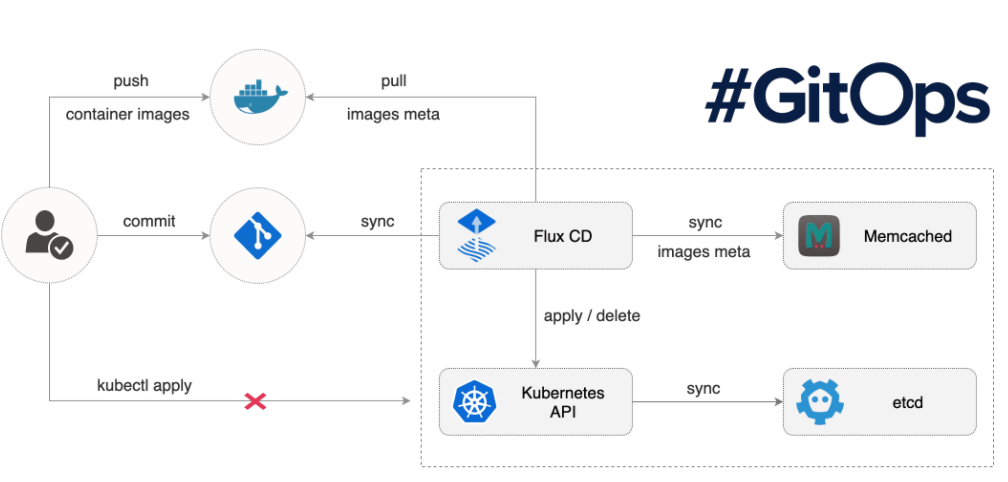 push
container images
pull
images meta
#GitOps
commit
sync
Flux CD
sync
images meta
Memcached
apply / delete
kubectl apply
Kubernetes
API
sync
etcd